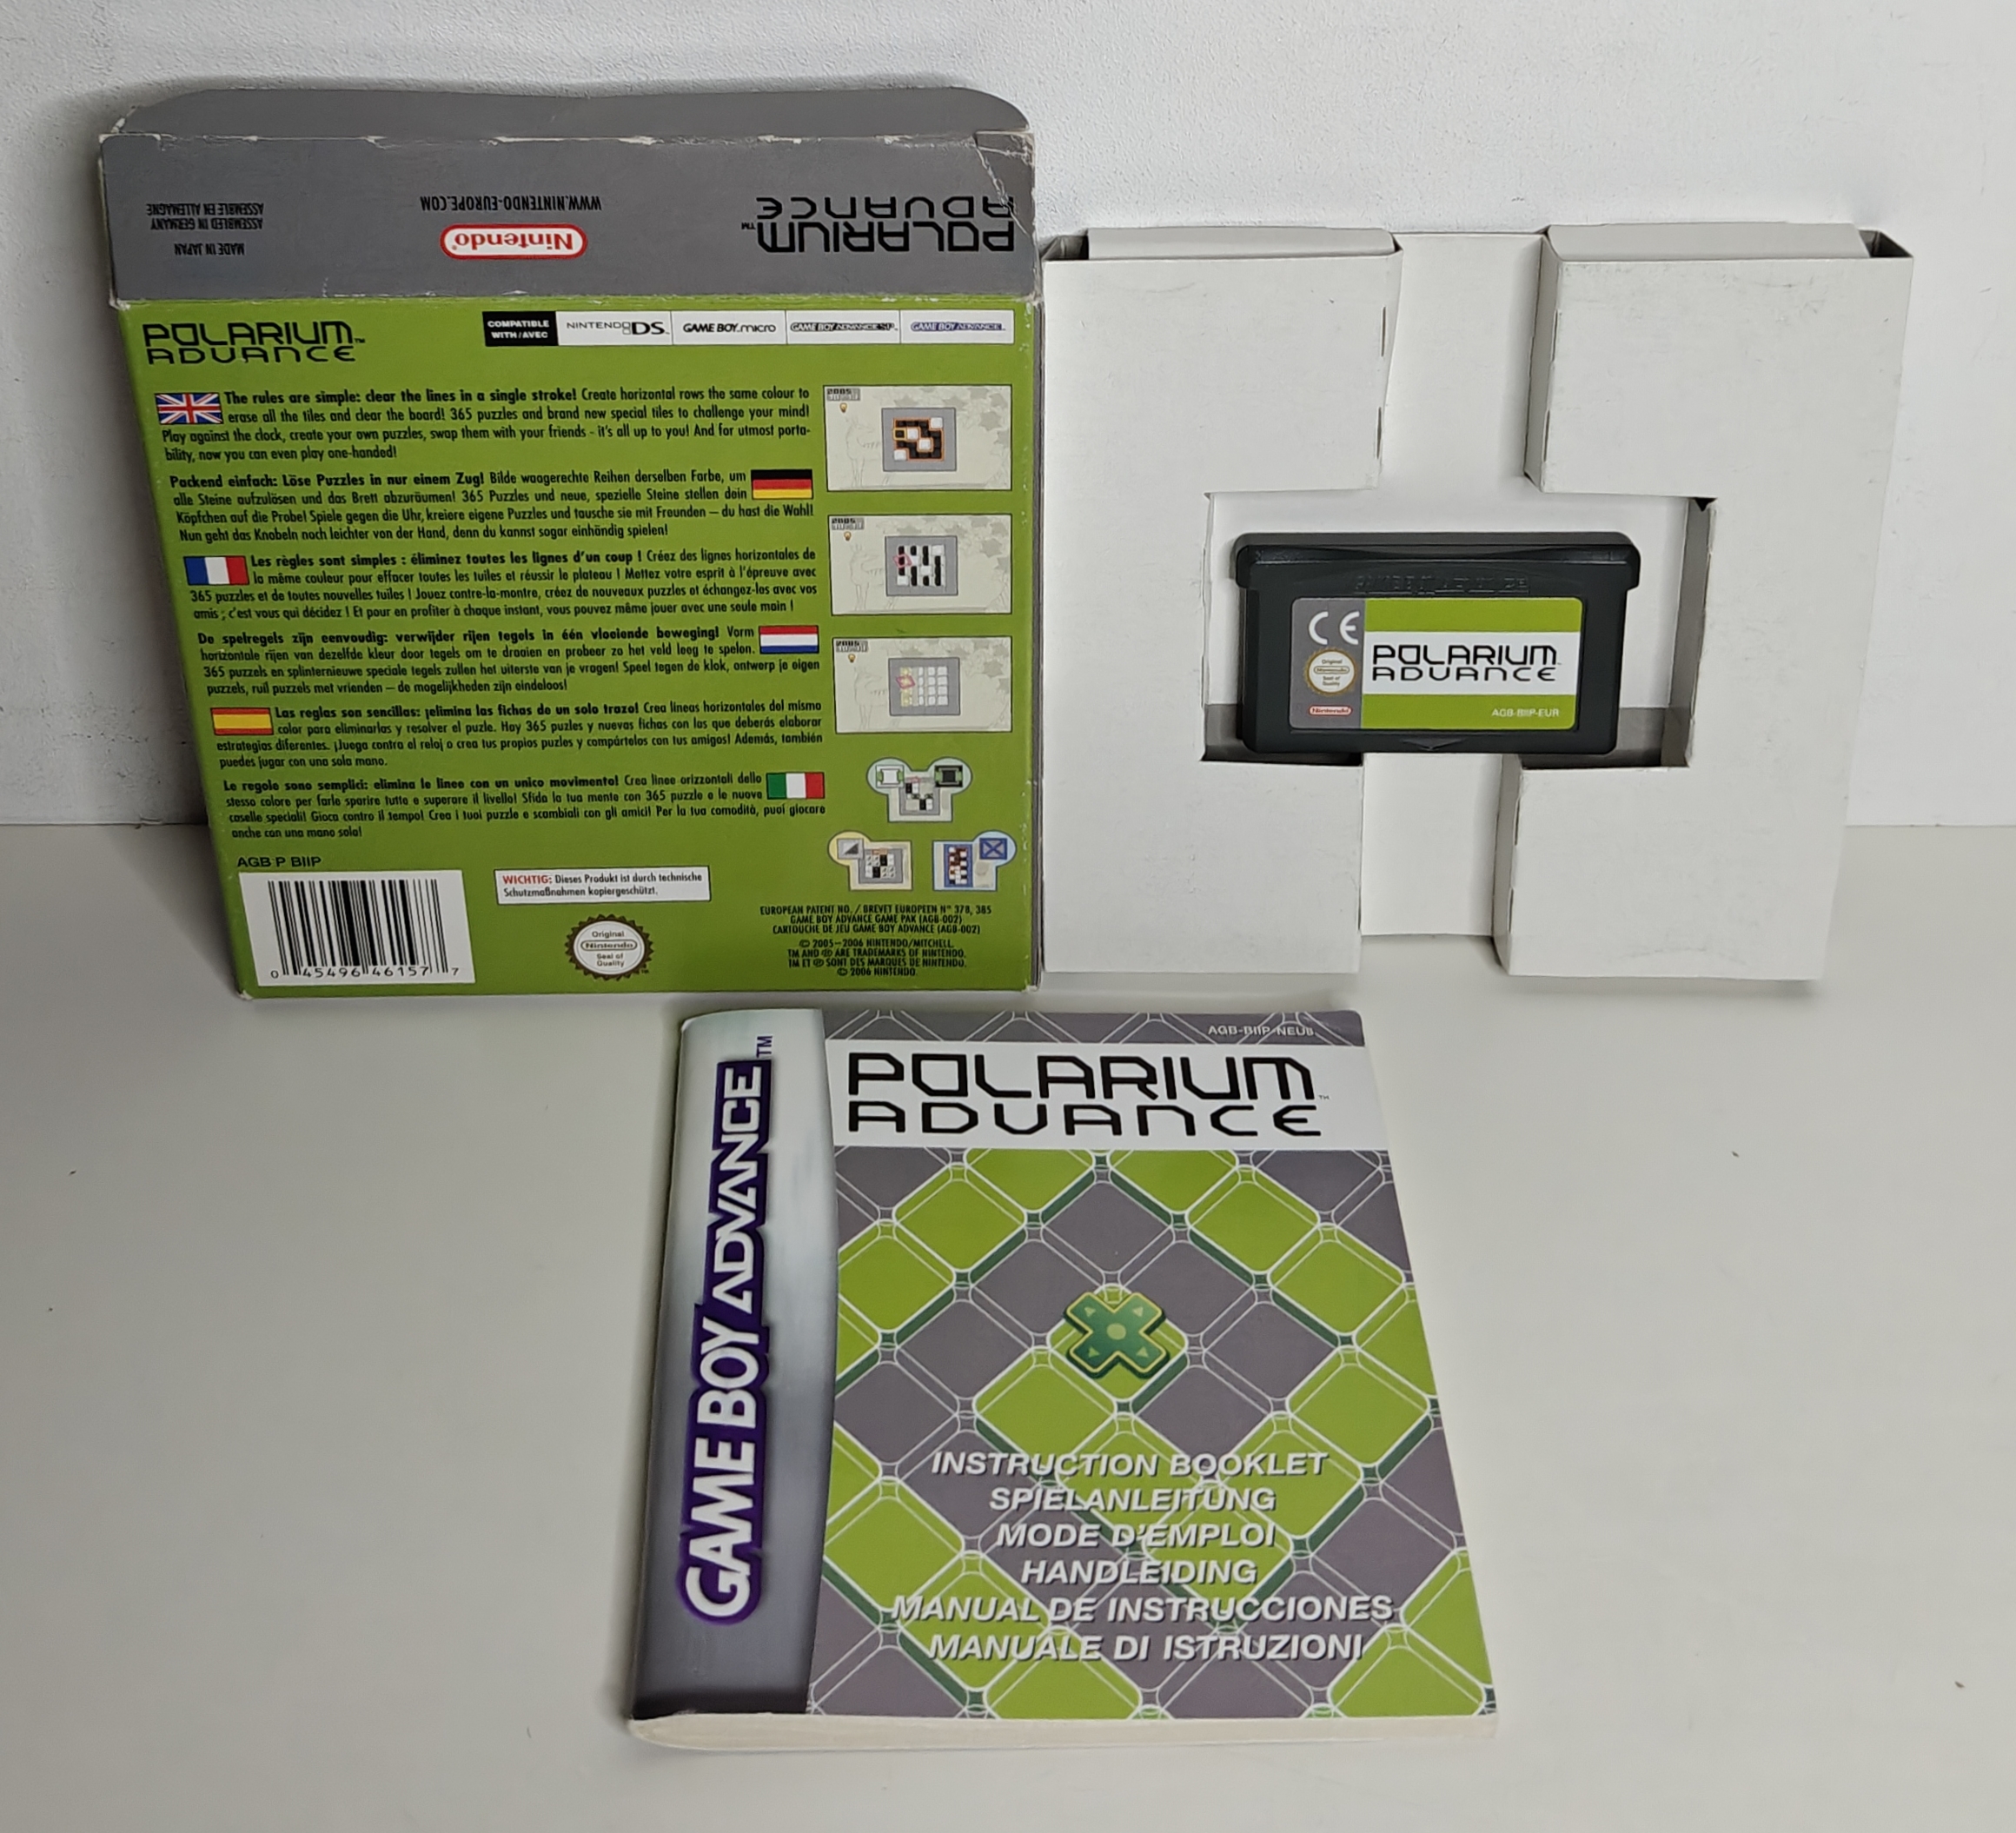 POLARIUM™
ADVANCE
Nintendo®
WWW.NINTENDO-EUROPE.COM
MADE IN JAPAN
ASSEMBLED IN GERMANY
ASSEMBLÉ EN ALLEMAGNE
POLARIUM™
ADVANCE
COMPATIBLE
WITH / AVEC
NINTENDO DS™
GAME BOY micro
GAME BOY ADVANCE SP™
GAME BOY ADVANCE™
The rules are simple: clear the lines in a single stroke! Create horizontal rows the same colour to
erase all the tiles and clear the board! 365 puzzles and brand new special tiles to challenge your mind!
Play against the clock, create your own puzzles, swap them with your friends - it's all up to you! And for utmost porta-
bility, now you can even play one-handed!
Packend einfach: Löse Puzzles in nur einem Zug! Bilde waagerechte Reihen derselben Farbe, um
alle Steine aufzulösen und das Brett abzuräumen! 365 Puzzles und neue, spezielle Steine stellen dein
Köpfchen auf die Probe! Spiele gegen die Uhr, kreiere eigene Puzzles und tausche sie mit Freunden – du hast die Wahl!
Nun geht das Knobeln noch leichter von der Hand, denn du kannst sogar einhändig spielen!
Les règles sont simples : éliminez toutes les lignes d'un coup ! Créez des lignes horizontales de
la même couleur pour effacer toutes les tuiles et réussir le plateau ! Mettez votre esprit à l'épreuve avec
365 puzzles et de toutes nouvelles tuiles ! Jouez contre-la-montre, créez de nouveaux puzzles et échangez-les avec vos
amis ; c'est vous qui décidez ! Et pour en profiter à chaque instant, vous pouvez même jouer avec une seule main !
De spelregels zijn eenvoudig: verwijder rijen tegels in één vloeiende beweging! Vorm
horizontale rijen van dezelfde kleur door tegels om te draaien en probeer zo het veld leeg te spelen.
365 puzzels en splinternieuwe speciale tegels zullen het uiterste van je vragen! Speel tegen de klok, ontwerp je eigen
puzzels, ruil puzzels met vrienden – de mogelijkheden zijn eindeloos!
Las reglas son sencillas: ¡elimina las fichas de un solo trazo! Crea líneas horizontales del mismo
color para eliminarlas y resolver el puzle. Hay 365 puzles y nuevas fichas con las que deberás elaborar
estrategias diferentes. ¡Juega contra el reloj o crea tus propios puzles y compártelos con tus amigos! Además, también
puedes jugar con una sola mano.
Le regole sono semplici: elimina le linee con un unico movimento! Crea linee orizzontali dello
stesso colore per farle sparire tutte e superare il livello! Sfida la tua mente con 365 puzzle e le nuove
caselle speciali! Gioca contro il tempo! Crea i tuoi puzzle e scambiali con gli amici! Per la tua comodità, puoi giocare
anche con una mano sola!
AGB P BIIP
0 45496 46157 7
WICHTIG: Dieses Produkt ist durch technische
Schutzmaßnahmen kopiergeschützt.
Original
Nintendo
Seal of
Quality
EUROPEAN PATENT NO. / BREVET EUROPEEN N° 378, 385
GAME BOY ADVANCE GAME PAK (AGB-002)
CARTOUCHE DE JEU GAME BOY ADVANCE (AGB-002)
© 2005–2006 NINTENDO/MITCHELL.
TM AND ® ARE TRADEMARKS OF NINTENDO.
TM ET ® SONT DES MARQUES DE NINTENDO.
© 2006 NINTENDO.
GAME BOY ADVANCE
CE
Original
Nintendo
Seal of
Quality
Nintendo
POLARIUM™
ADVANCE
AGB-BIIP-EUR
GAME BOY ADVANCE™
AGB-BIIP-NEU6
POLARIUM™
ADVANCE
INSTRUCTION BOOKLET
SPIELANLEITUNG
MODE D'EMPLOI
HANDLEIDING
MANUAL DE INSTRUCCIONES
MANUALE DI ISTRUZIONI